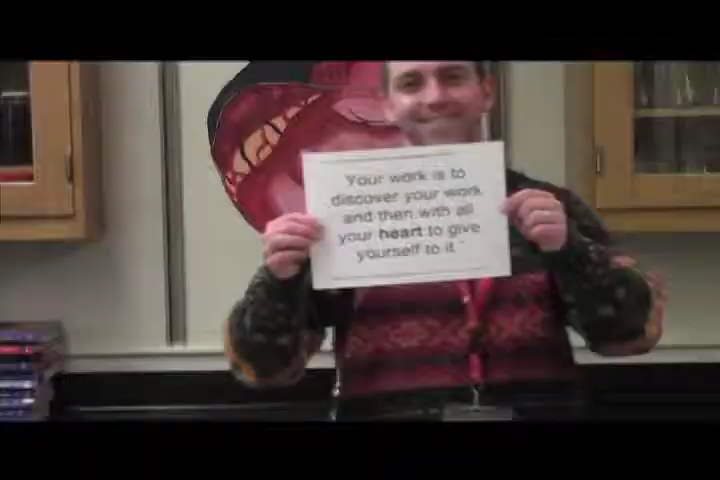 Your work is to
discover your work
and then with all
your heart to give
yourself to it."